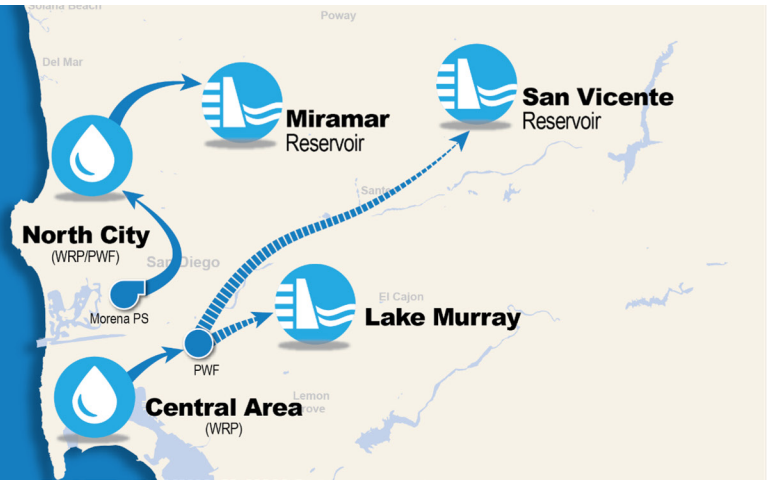 Solana Beach
Poway
Del Mar
San Vicente
Reservoir
Miramar
Reservoir
North City
(WRP/PWF)
San Diego
El Cajon
Morena PS
Lake Murray
PWF
Lemon
Central Area
(WRP)